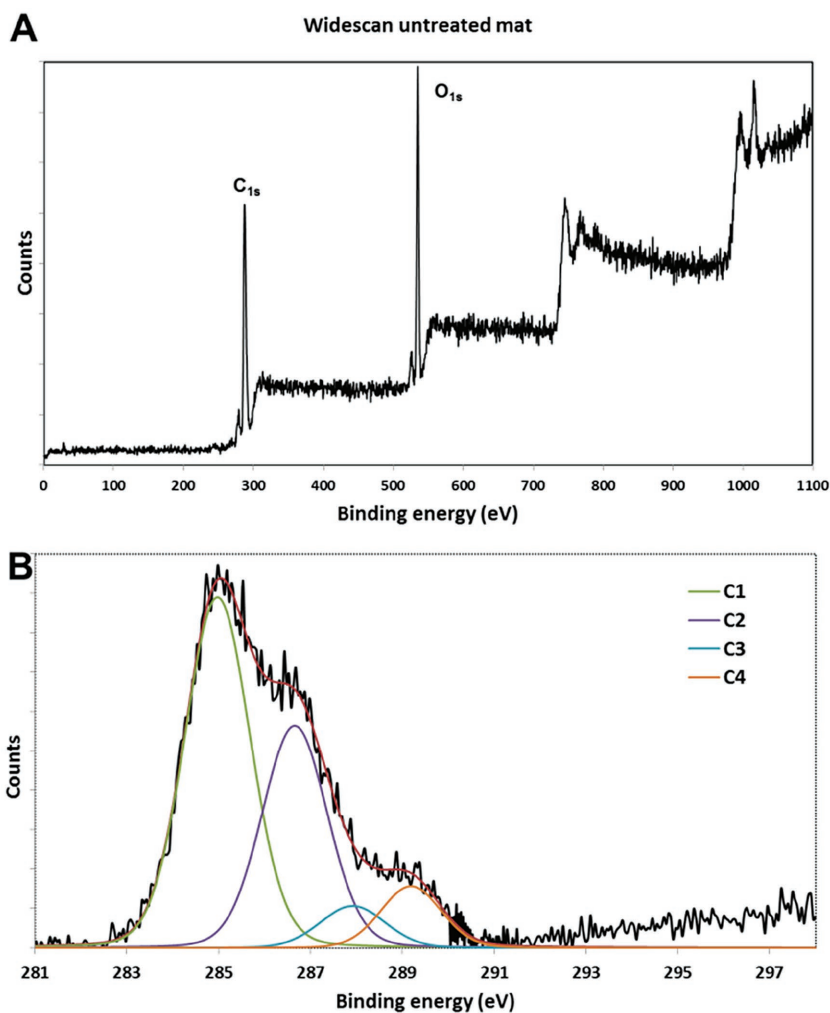 A
Widescan untreated mat
O1s
C1s
Counts
0 100 200 300 400 500 600 700 800 900 1000 1100
Binding energy (eV)
B
C1
C2
C3
C4
Counts
281 283 285 287 289 291 293 295 297
Binding energy (eV)